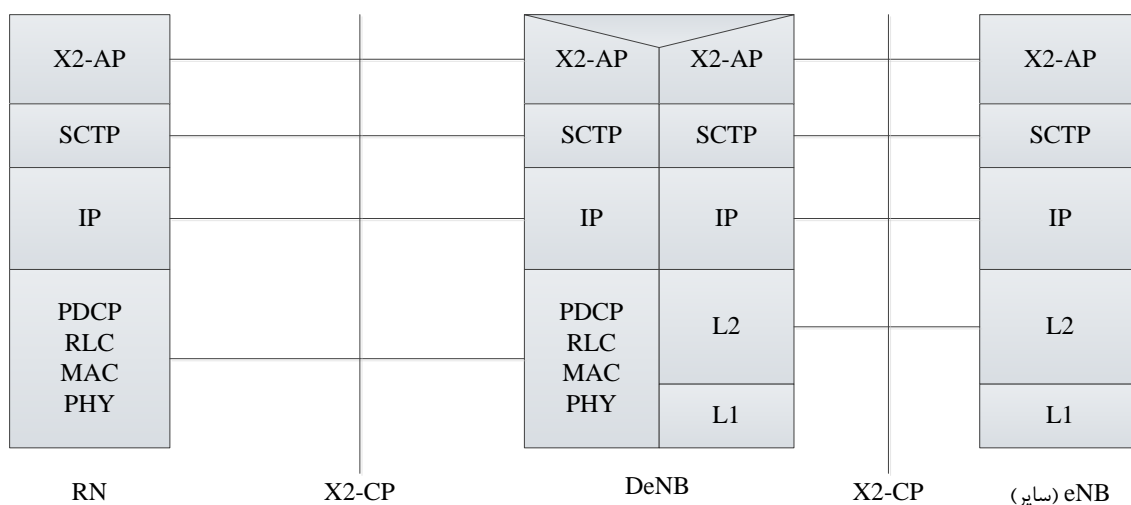 X2-AP
X2-AP
X2-AP
X2-AP
SCTP
SCTP
SCTP
SCTP
IP
IP
IP
IP
PDCP
RLC
MAC
PHY
PDCP
RLC
MAC
PHY
L2
L1
L2
L1
RN
X2-CP
DeNB
X2-CP
eNB (سایر)